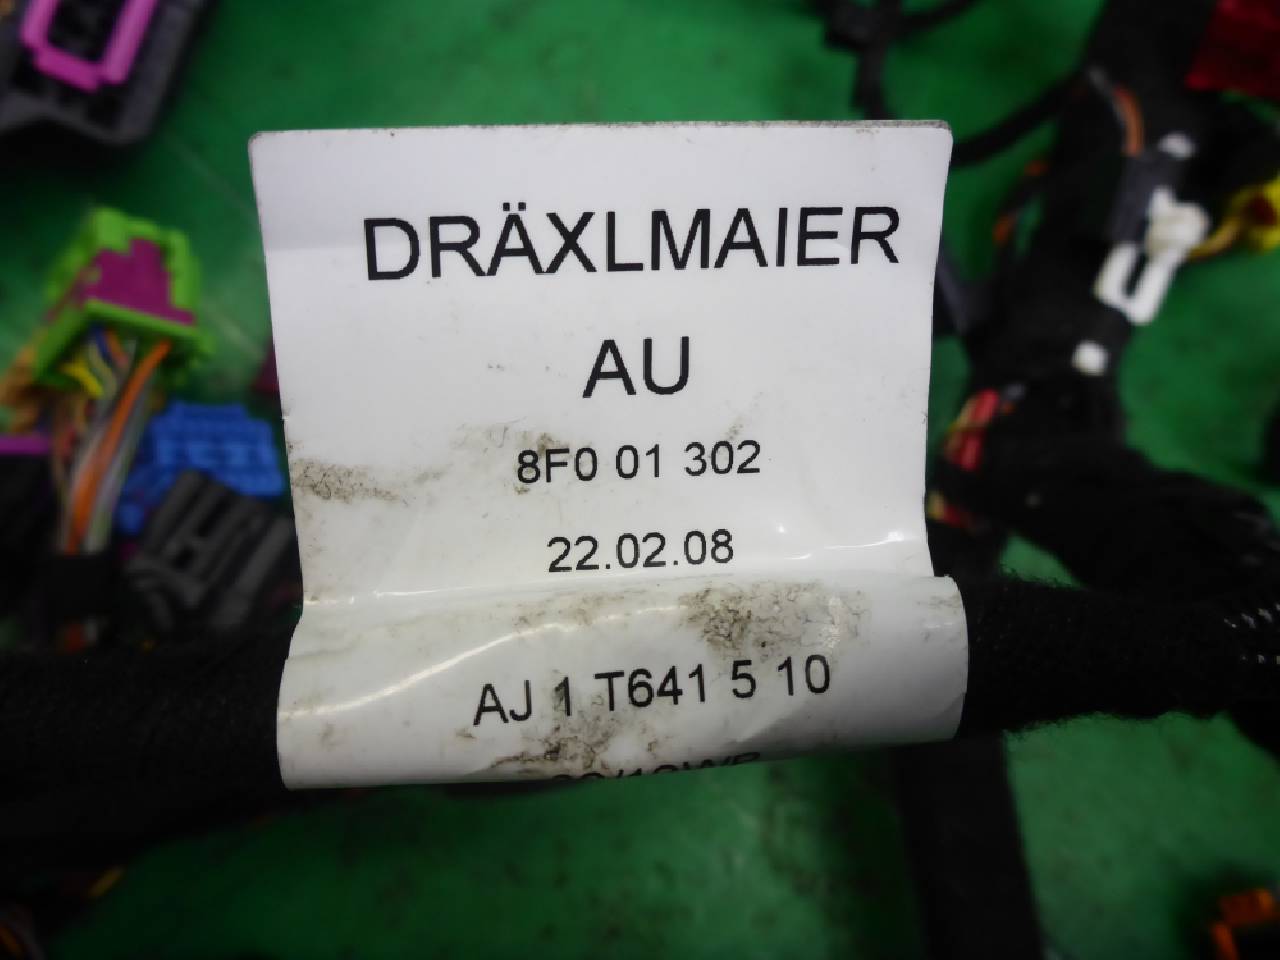 DRÄXLMAIER
AU
8F0 01 302
22.02.08
AJ 1 T641 5 10